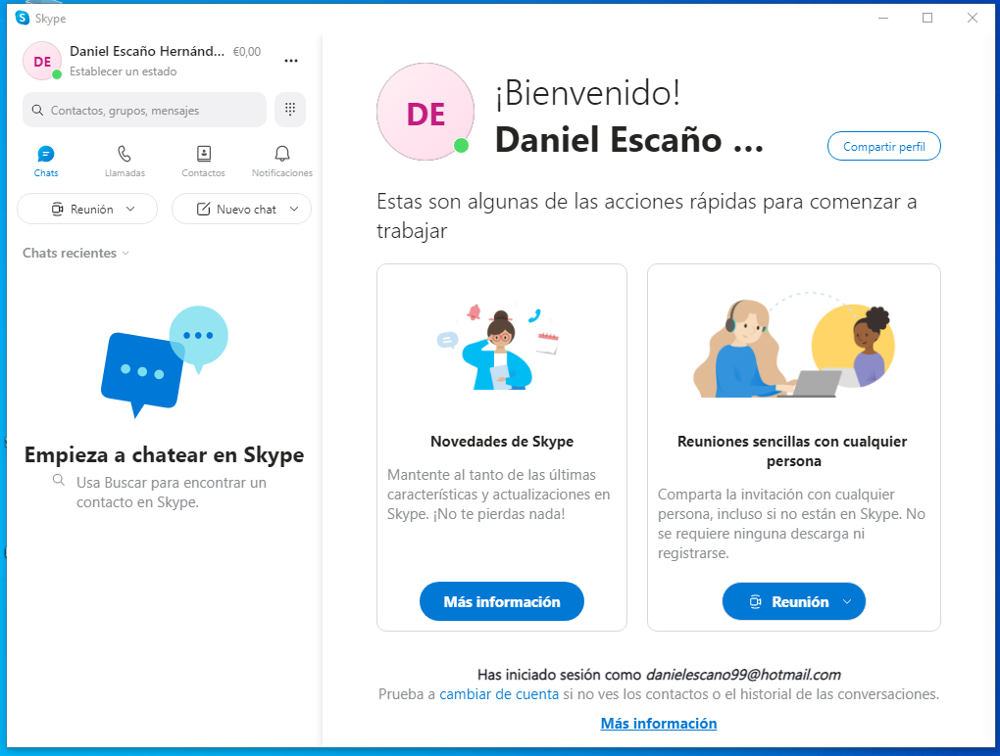 Skype
DE
Daniel Escaño Hernánd... €0,00
Establecer un estado
Contactos, grupos, mensajes
Chats
Llamadas
Contactos
Notificaciones
Reunión
Nuevo chat
Chats recientes
Empieza a chatear en Skype
Usa Buscar para encontrar un
contacto en Skype.
DE
¡Bienvenido!
Daniel Escaño ...
Compartir perfil
Estas son algunas de las acciones rápidas para comenzar a
trabajar
Novedades de Skype
Mantente al tanto de las últimas
características y actualizaciones en
Skype. ¡No te pierdas nada!
Más información
Reuniones sencillas con cualquier
persona
Comparta la invitación con cualquier
persona, incluso si no están en Skype. No
se requiere ninguna descarga ni
registrarse.
Reunión
Has iniciado sesión como danielescano99@hotmail.com
Prueba a cambiar de cuenta si no ves los contactos o el historial de las conversaciones.
Más información